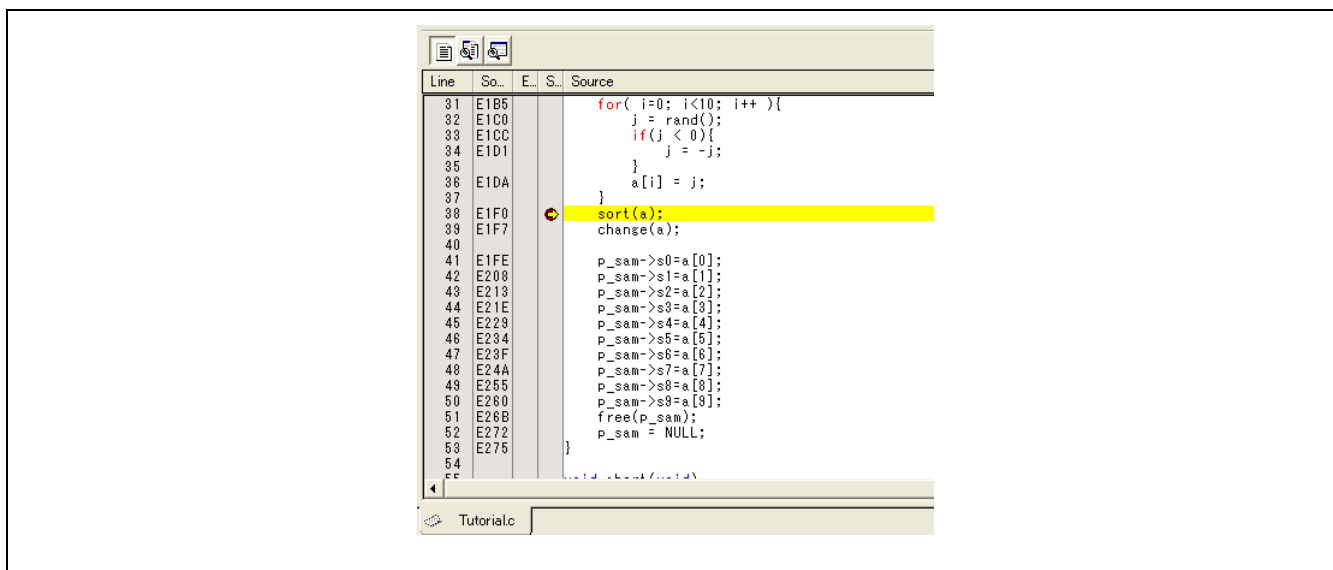 Line So... E... S... Source
31 E1B5 for( i=0; i<10; i++ ){
32 E1C0 j = rand();
33 E1CC if(j < 0){
34 E1D1 j = -j;
35 }
36 E1DA a[i] = j;
37 }
38 E1F0 sort(a);
39 E1F7 change(a);
40
41 E1FE p_sam->s0=a[0];
42 E208 p_sam->s1=a[1];
43 E213 p_sam->s2=a[2];
44 E21E p_sam->s3=a[3];
45 E229 p_sam->s4=a[4];
46 E234 p_sam->s5=a[5];
47 E23F p_sam->s6=a[6];
48 E24A p_sam->s7=a[7];
49 E255 p_sam->s8=a[8];
50 E260 p_sam->s9=a[9];
51 E26B free(p_sam);
52 E272 p_sam = NULL;
53 E275 }
54
Tutorial.c